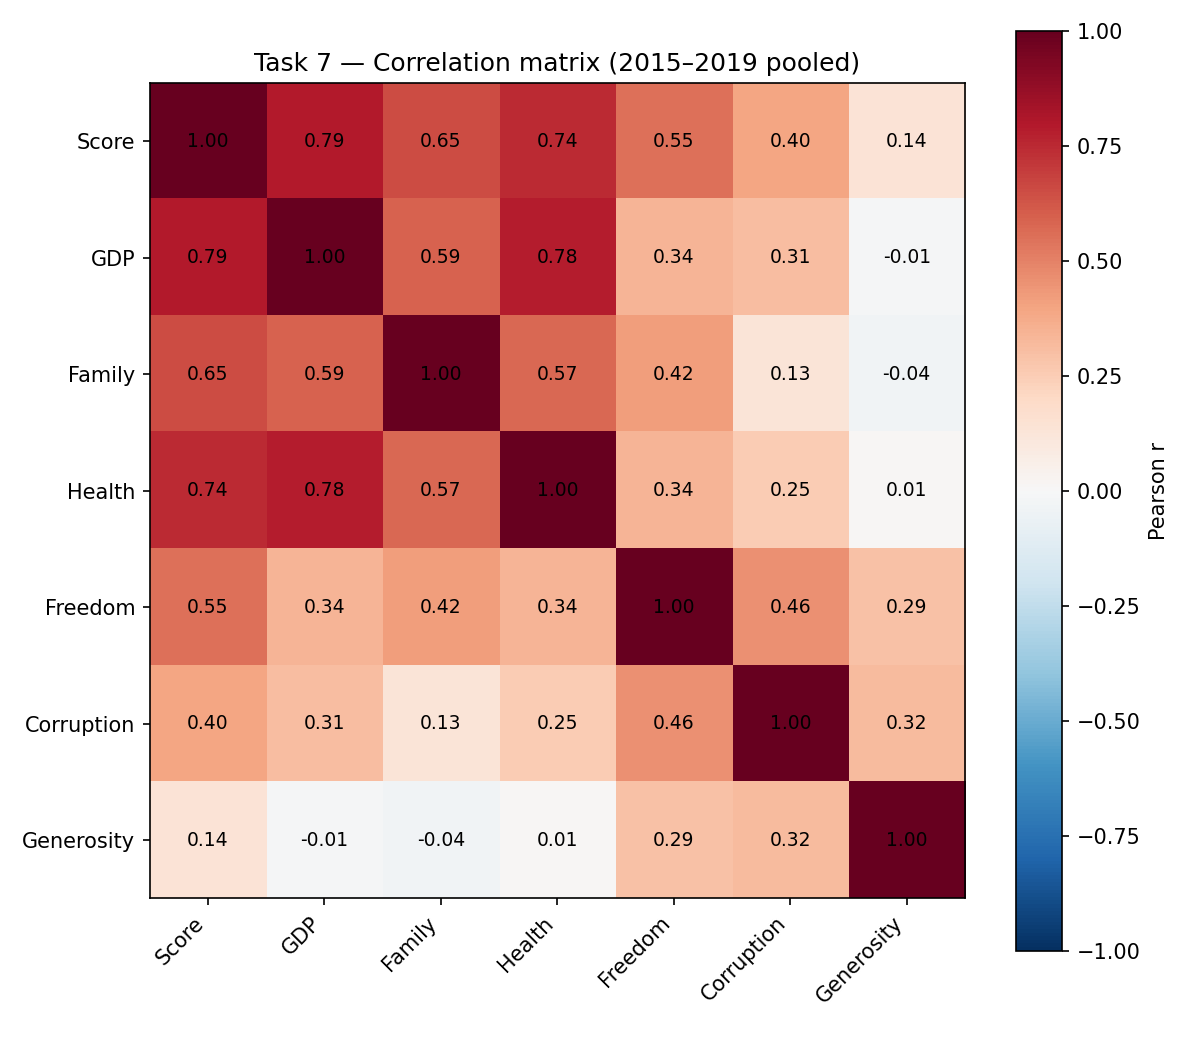 Task 7 — Correlation matrix (2015–2019 pooled)
Score 1.00 0.79 0.65 0.74 0.55 0.40 0.14
GDP 0.79 1.00 0.59 0.78 0.34 0.31 -0.01
Family 0.65 0.59 1.00 0.57 0.42 0.13 -0.04
Health 0.74 0.78 0.57 1.00 0.34 0.25 0.01
Freedom 0.55 0.34 0.42 0.34 1.00 0.46 0.29
Corruption 0.40 0.31 0.13 0.25 0.46 1.00 0.32
Generosity 0.14 -0.01 -0.04 0.01 0.29 0.32 1.00
Score GDP Family Health Freedom Corruption Generosity
1.00
0.75
0.50
0.25
0.00
−0.25
−0.50
−0.75
−1.00
Pearson r